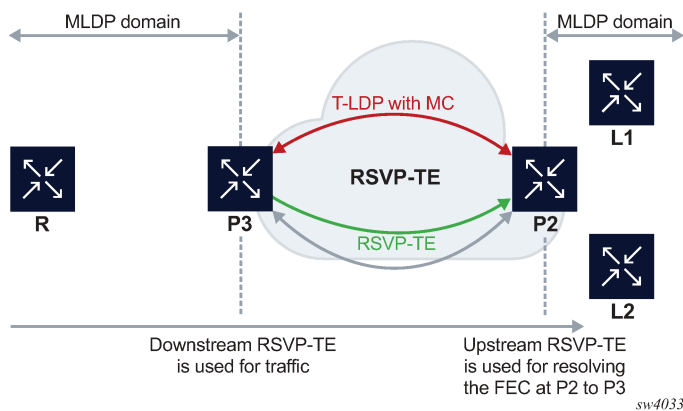 MLDP domain
MLDP domain
T-LDP with MC
L1
RSVP-TE
R
P3
P2
RSVP-TE
L2
Downstream RSVP-TE
is used for traffic
Upstream RSVP-TE
is used for resolving
the FEC at P2 to P3
sw4033